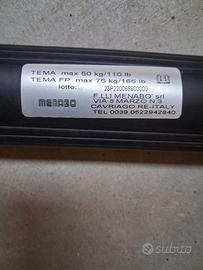 TEMA max 50 kg/110 lb
TEMA FP max 75 kg/165 lb
lotto: 23P220069800000
MENABO
F.LLI MENABO' srl
VIA 8 MARZO N.3
CAVRIAGO RE-ITALY
TEL 0039.0522942840
subito